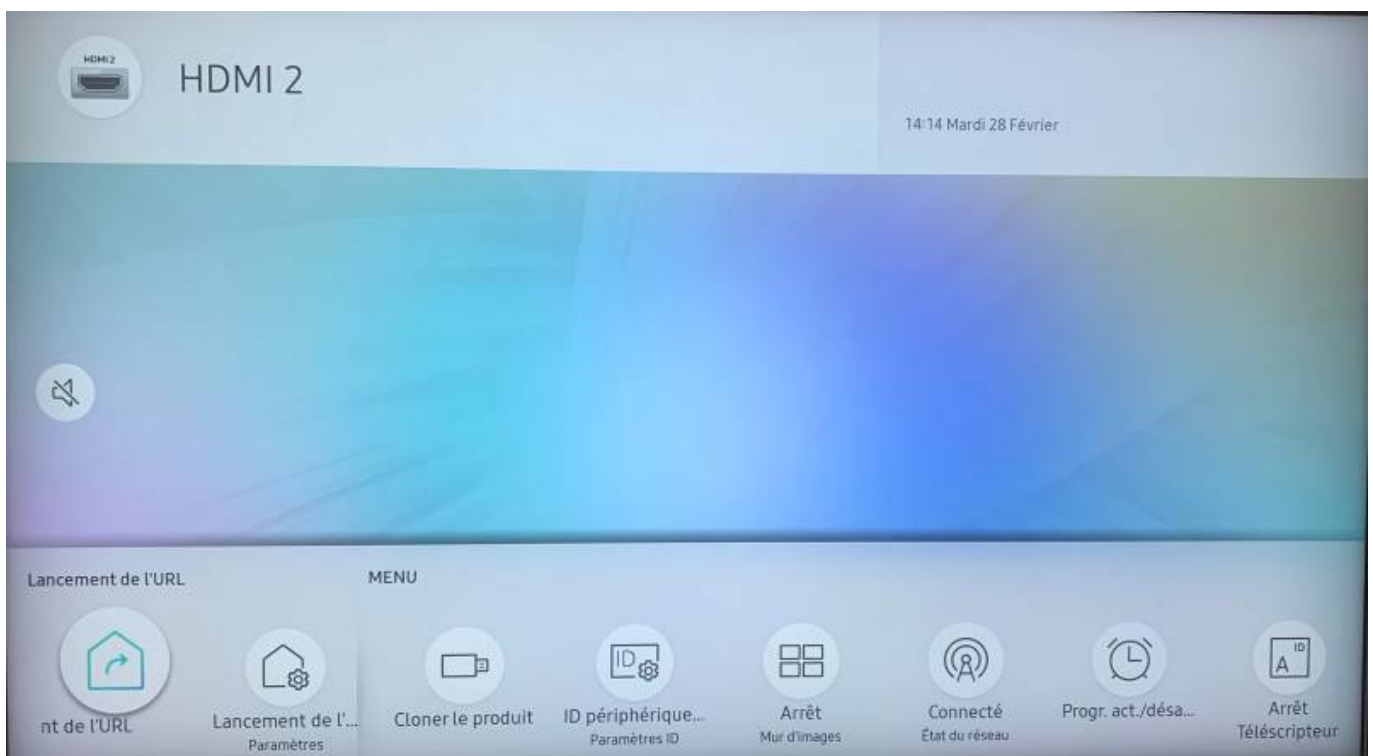 HDMI 2
HDMI 2
14:14 Mardi 28 Février
Lancement de l'URL
MENU
nt de l'URL
Lancement de l'...
Paramètres
Cloner le produit
ID périphérique...
Paramètres ID
Arrêt
Mur d'images
Connecté
État du réseau
Progr. act./désa...
Arrêt
Téléscripteur
ID
ID
A